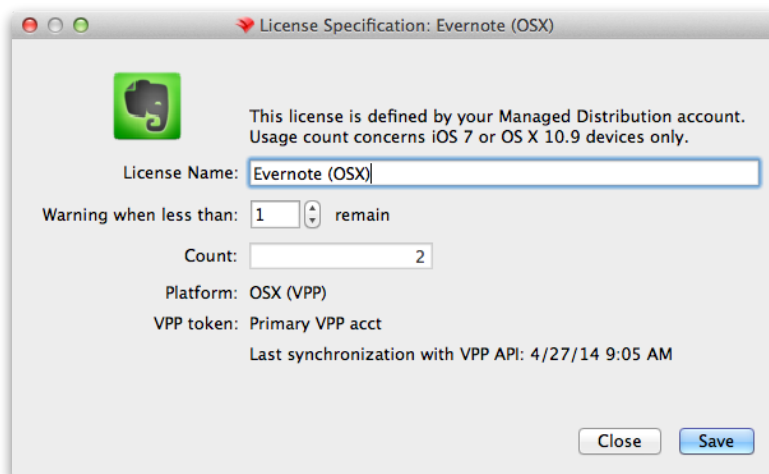 License Specification: Evernote (OSX)
This license is defined by your Managed Distribution account.
Usage count concerns iOS 7 or OS X 10.9 devices only.
License Name: Evernote (OSX)
Warning when less than: 1 remain
Count: 2
Platform: OSX (VPP)
VPP token: Primary VPP acct
Last synchronization with VPP API: 4/27/14 9:05 AM
Close Save